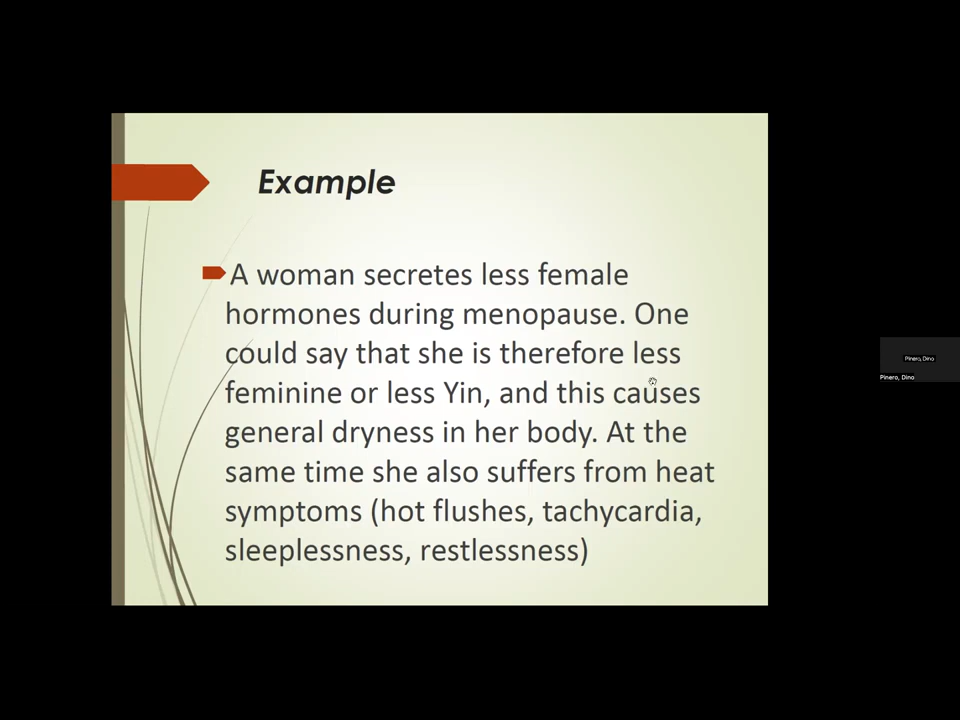 Example
A woman secretes less female
hormones during menopause. One
could say that she is therefore less
feminine or less Yin, and this causes
general dryness in her body. At the
same time she also suffers from heat
symptoms (hot flushes, tachycardia,
sleeplessness, restlessness)
Pinero, Dino
Pinero, Dino